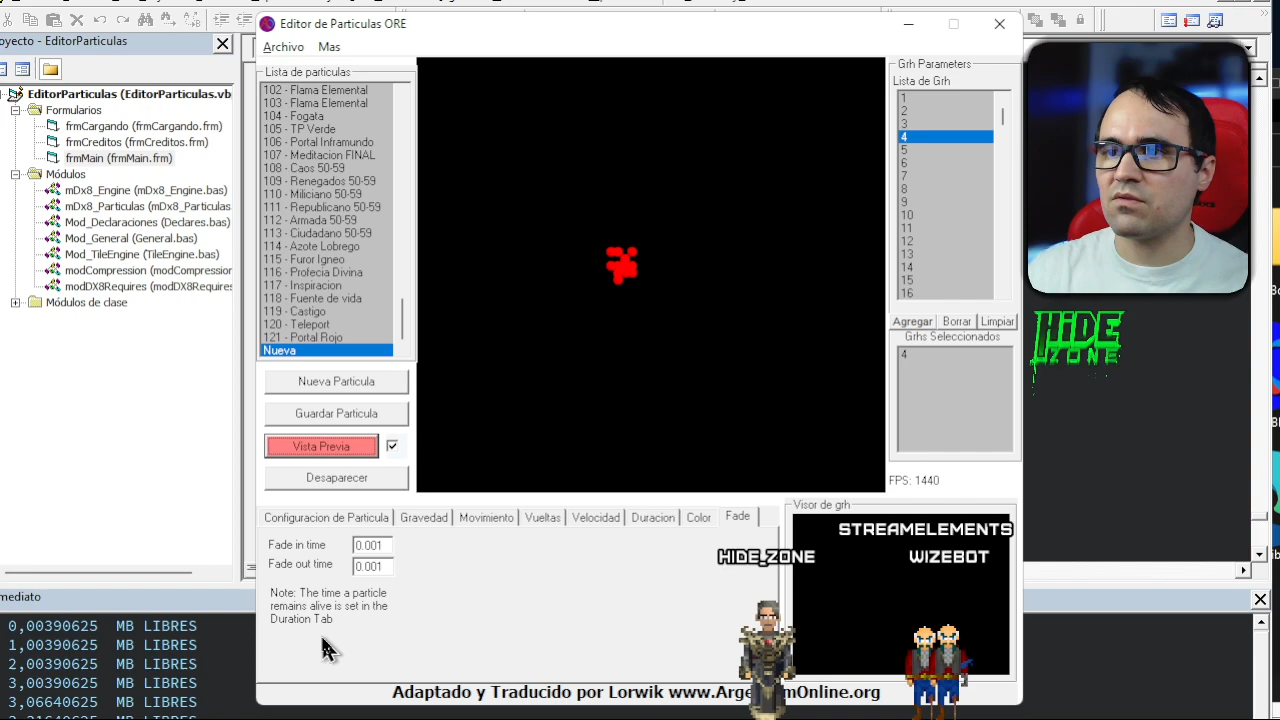 Editor de Particulas ORE
oyecto - EditorParticulas
Archivo Mas
EditorParticulas (EditorParticulas.vb
Formularios
frmCargando (frmCargando.frm)
frmCreditos (frmCreditos.frm)
frmMain (frmMain.frm)
Módulos
mDx8_Engine (mDx8_Engine.bas)
mDx8_Particulas (mDx8_Particulas
Mod_Declaraciones (Declares.bas)
Mod_General (General.bas)
Mod_TileEngine (TileEngine.bas)
modCompression (modCompression
modDX8Requires (modDX8Requires
Módulos de clase
Lista de particulas
102 - Flama Elemental
103 - Flama Elemental
104 - Fogata
105 - TP Verde
106 - Portal Inframundo
107 - Meditacion FINAL
108 - Caos 50-59
109 - Renegados 50-59
110 - Miliciano 50-59
111 - Republicano 50-59
112 - Armada 50-59
113 - Ciudadano 50-59
114 - Azote Lobrego
115 - Furor Igneo
116 - Profecia Divina
117 - Inspiracion
118 - Fuente de vida
119 - Castigo
120 - Teleport
121 - Portal Rojo
Nueva
Nueva Particula
Guardar Particula
Vista Previa
Desaparecer
Grh Parameters
Lista de Grh
1
2
3
4
5
6
7
8
9
10
11
12
13
14
15
16
Agregar Borrar Limpiar
Grhs Seleccionados
4
FPS: 1440
HIDE
ZONE
Configuracion de Particula Gravedad Movimiento Vueltas Velocidad Duracion Color Fade
Fade in time 0.001
Fade out time 0.001
Note: The time a particle
remains alive is set in the
Duration Tab
Visor de grh
STREAMELEMENTS
HIDE_ZONE WIZEBOT
mediato
0,00390625 MB LIBRES
1,00390625 MB LIBRES
2,00390625 MB LIBRES
3,00390625 MB LIBRES
3,06640625 MB LIBRES